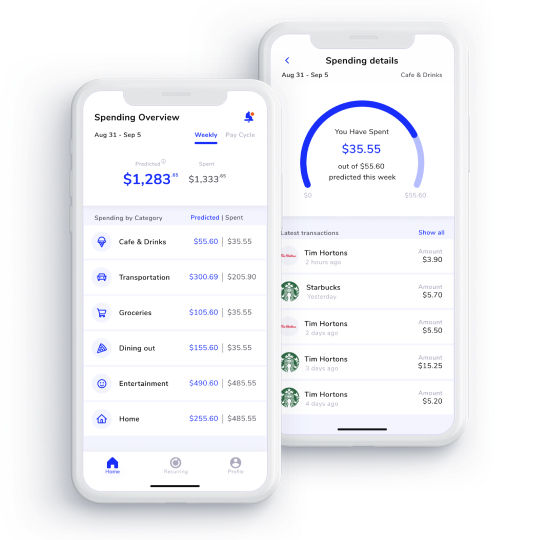 Spending Overview
Aug 31 - Sep 5
Weekly
Pay Cycle
Predicted
Spent
$1,283.65
$1,333.65
Spending by Category
Predicted | Spent
Cafe & Drinks $55.60 | $35.55
Transportation $300.69 | $205.90
Groceries $105.60 | $35.55
Dining out $155.60 | $35.55
Entertainment $490.60 | $485.55
Home $255.60 | $485.55
Home
Recurring
Profile
Spending details
Aug 31 - Sep 5
Cafe & Drinks
You Have Spent
$35.55
out of $55.60
predicted this week
$0
$55.60
Latest transactions
Show all
Tim Hortons
2 hours ago
Amount
$3.90
Starbucks
Yesterday
Amount
$5.70
Tim Hortons
2 days ago
Amount
$5.50
Tim Hortons
3 days ago
Amount
$15.25
Tim Hortons
4 days ago
Amount
$5.20